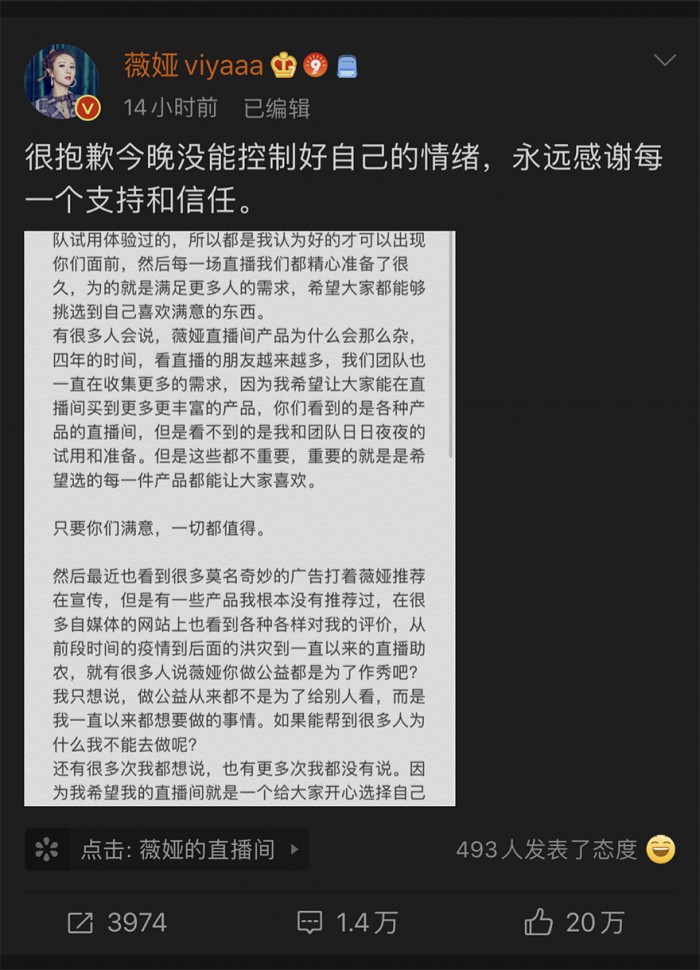 薇娅viyaaa
14小时前 已编辑
很抱歉今晚没能控制好自己的情绪，永远感谢每
一个支持和信任。
队试用体验过的，所以都是我认为好的才可以出现
你们面前，然后每一场直播我们都精心准备了很
久，为的就是满足更多人的需求，希望大家都能够
挑选到自己喜欢满意的东西。
有很多人会说，薇娅直播间产品为什么会那么杂，
四年的时间，看直播的朋友越来越多，我们团队也
一直在收集更多的需求，因为我希望让大家能在直
播间买到更多更丰富的产品，你们看到的是各种产
品的直播间，但是看不到的是我和团队日日夜夜的
试用和准备。但是这些都不重要，重要的就是是希
望选的每一件产品都能让大家喜欢。
只要你们满意，一切都值得。
然后最近也看到很多莫名奇妙的广告打着薇娅推荐
在宣传，但是有一些产品我根本没有推荐过，在很
多自媒体的网站上也看到各种各样对我的评价，从
前段时间的疫情到后面的洪灾到一直以来的直播助
农，就有很多人说薇娅你做公益都是为了作秀吧？
我只想说，做公益从来都不是为了给别人看，而是
我一直以来都想要做的事情。如果能帮到很多人为
什么我不能去做呢？
还有很多次我都想说，也有更多次我都没有说。因
为我希望我的直播间就是一个给大家开心选择自己
点击: 薇娅的直播间
493人发表了态度
3974 1.4万 20万